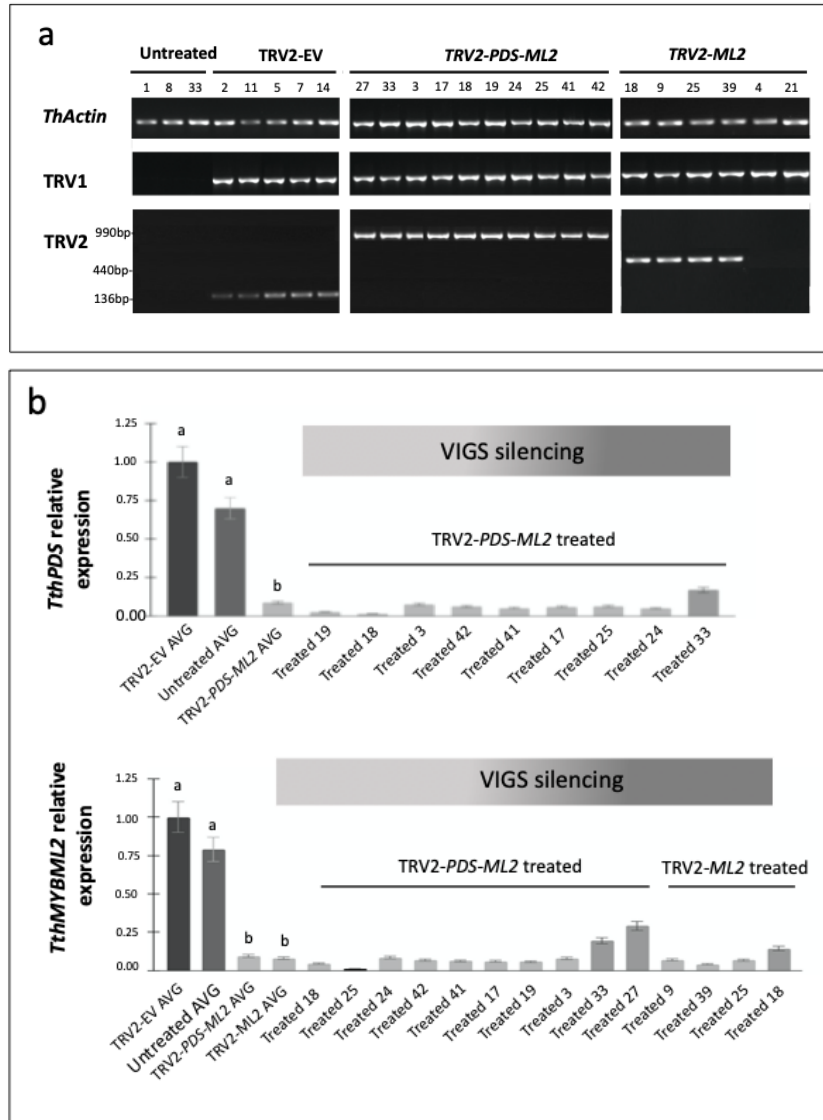 a
Untreated TRV2-EV TRV2-PDS-ML2 TRV2-ML2
1 8 33 2 11 5 7 14 27 33 3 17 18 19 24 25 41 42 18 9 25 39 4 21
ThActin
TRV1
TRV2
990bp-
440bp-
136bp-
b
TthPDS relative
expression
1.25
1.00
0.75
0.50
0.25
0.00
a
a
b
VIGS silencing
TRV2-PDS-ML2 treated
TRV2-EV AVG
Untreated AVG
TRV2-PDS-ML2 AVG
Treated 19
Treated 18
Treated 3
Treated 42
Treated 41
Treated 17
Treated 25
Treated 24
Treated 33
TthMYBML2 relative
expression
1.25
1.00
0.75
0.50
0.25
0.00
a
a
b
b
VIGS silencing
TRV2-PDS-ML2 treated
TRV2-ML2 treated
TRV2-EV AVG
Untreated AVG
TRV2-PDS-ML2 AVG
TRV2-ML2 AVG
Treated 18
Treated 25
Treated 24
Treated 42
Treated 41
Treated 17
Treated 19
Treated 3
Treated 33
Treated 27
Treated 9
Treated 39
Treated 25
Treated 18